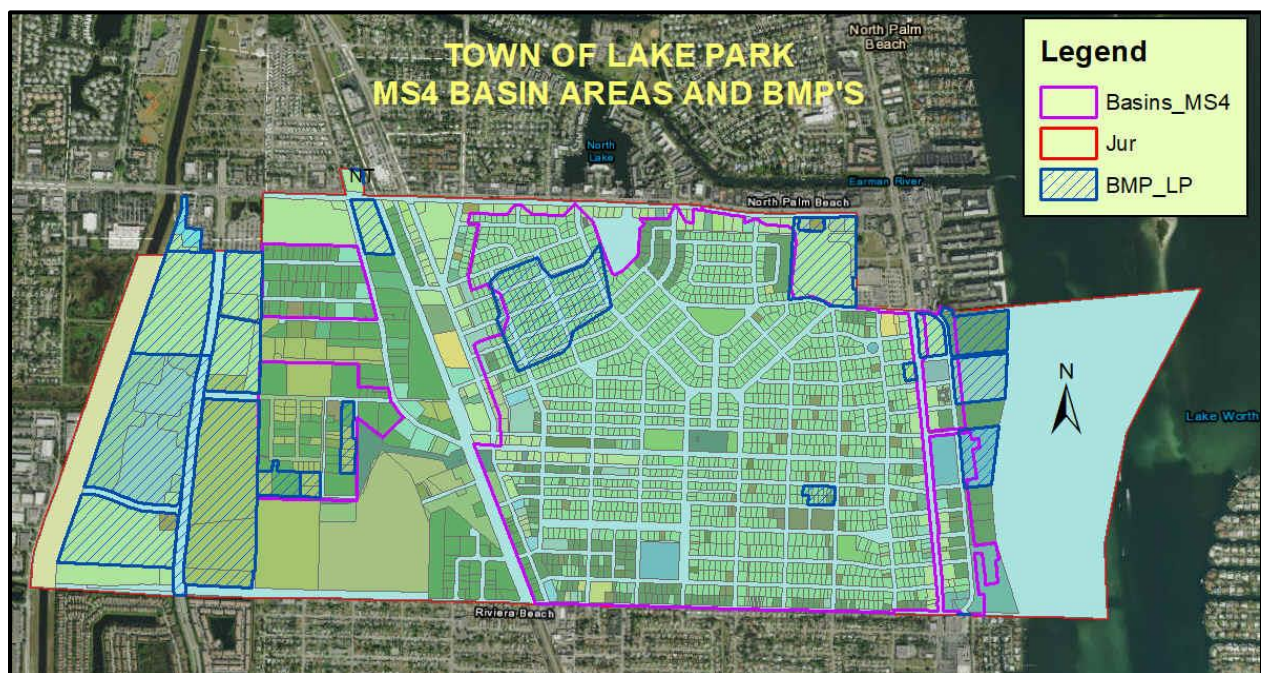 TOWN OF LAKE PARK
MS4 BASIN AREAS AND BMP'S
North Palm
Beach
Legend
Basins_MS4
Jur
BMP_LP
North
Lake
NT
Earman River
North Palm Beach
N
Lake Worth
Riviera Beach